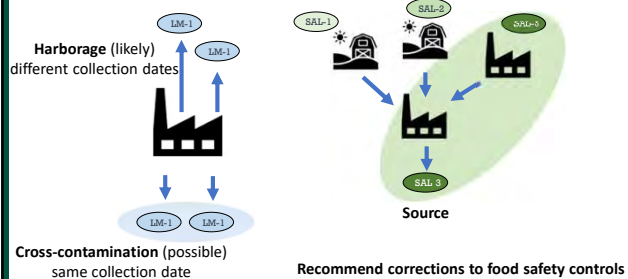 LM-1
LM-1
Harborage (likely)
different collection dates
LM-1
LM-1
Cross-contamination (possible)
same collection date
SAL-1
SAL-2
SAL-3
SAL 3
Source
Recommend corrections to food safety controls